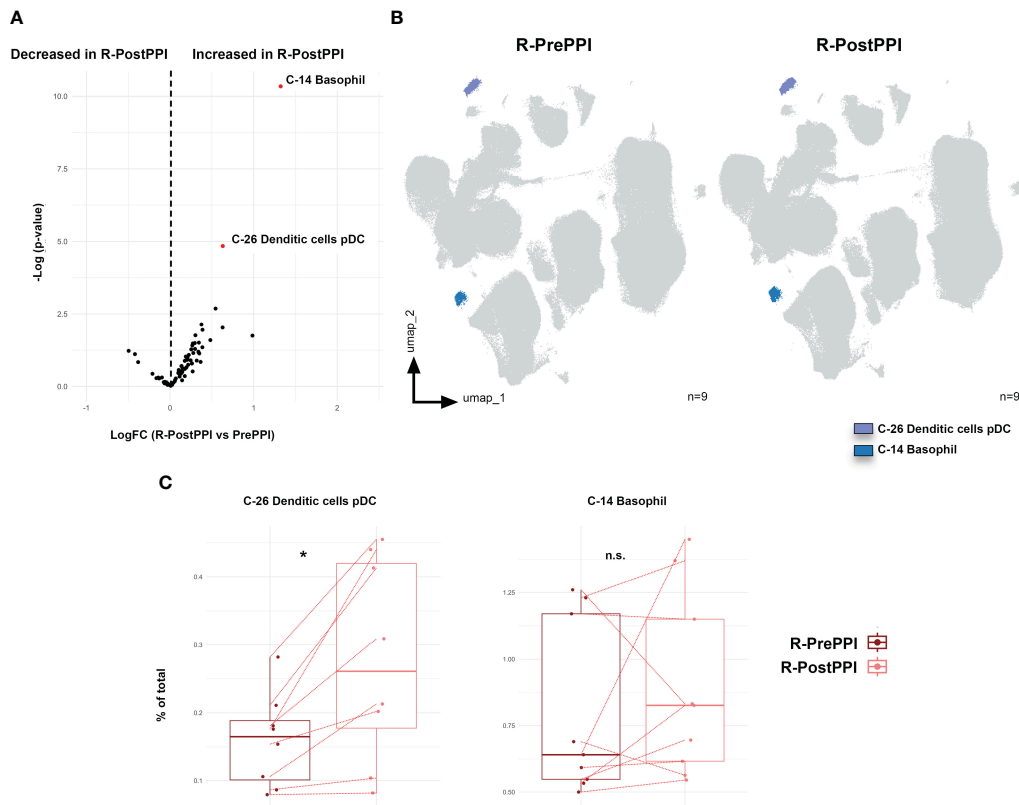 A
Decreased in R-PostPPI
Increased in R-PostPPI
C-14 Basophil
10.0
7.5
5.0
2.5
0.0
C-26 Denditic cells pDC
-Log (p-value)
-1
0
1
2
LogFC (R-PostPPI vs PrePPI)
B
R-PrePPI
R-PostPPI
umap_2
umap_1
n=9
n=9
C-26 Denditic cells pDC
C-14 Basophil
C
C-26 Denditic cells pDC
*
% of total
0.4
0.3
0.2
0.1
C-14 Basophil
n.s.
1.25
1.00
0.75
0.50
R-PrePPI
R-PostPPI